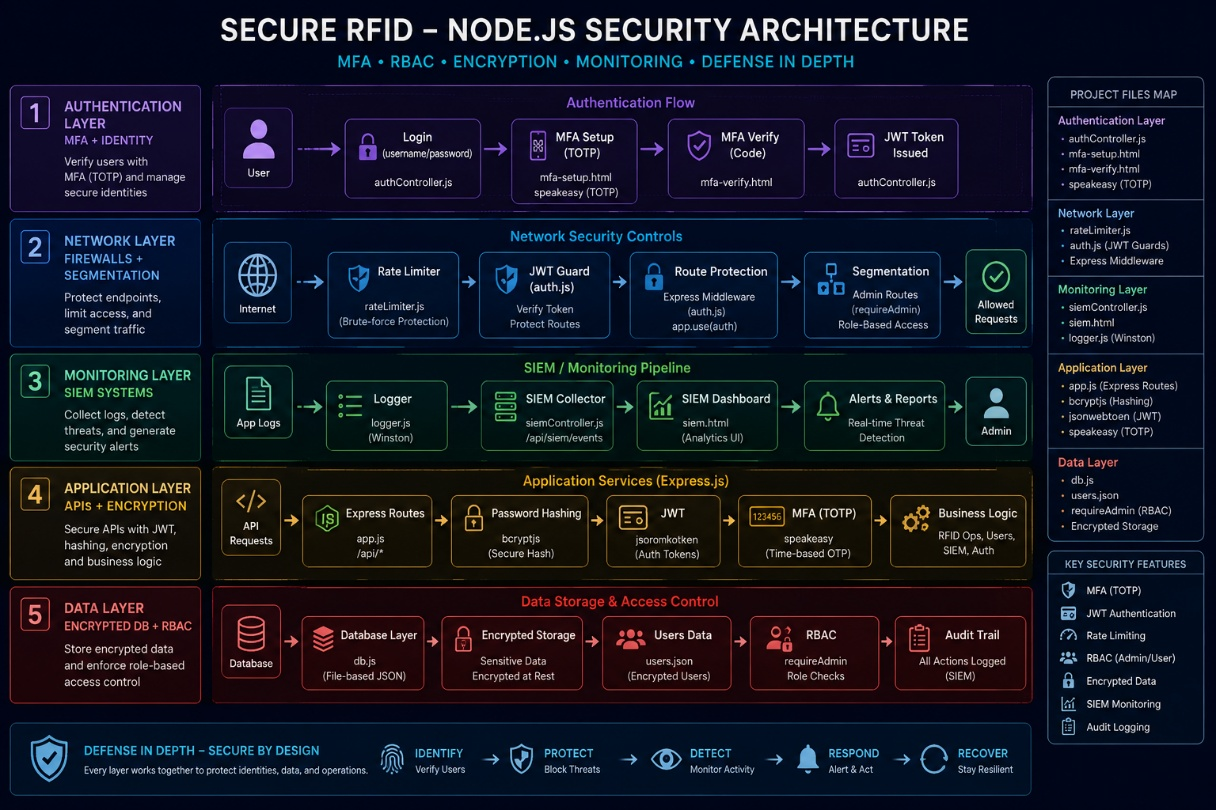 SECURE RFID – NODE.JS SECURITY ARCHITECTURE
MFA • RBAC • ENCRYPTION • MONITORING • DEFENSE IN DEPTH
1
AUTHENTICATION
LAYER
MFA + IDENTITY
Verify users with
MFA (TOTP) and manage
secure identities
Authentication Flow
User
Login
(username/password)
authController.js
MFA Setup
(TOTP)
mfa-setup.html
speakeasy (TOTP)
MFA Verify
(Code)
mfa-verify.html
JWT Token
Issued
authController.js
2
NETWORK LAYER
FIREWALLS +
SEGMENTATION
Protect endpoints,
limit access, and
segment traffic
Network Security Controls
Internet
Rate Limiter
rateLimiter.js
(Brute-force Protection)
JWT Guard
(auth.js)
Verify Token
Protect Routes
Route Protection
Express Middleware
(auth.js)
app.use(auth)
Segmentation
Admin Routes
(requireAdmin)
Role-Based Access
Allowed
Requests
3
MONITORING LAYER
SIEM SYSTEMS
Collect logs, detect
threats, and generate
security alerts
SIEM / Monitoring Pipeline
App Logs
Logger
logger.js
(Winston)
SIEM Collector
siemController.js
/api/siem/events
SIEM Dashboard
siem.html
(Analytics UI)
Alerts & Reports
Real-time Threat
Detection
Admin
4
APPLICATION LAYER
APIS + ENCRYPTION
Secure APIs with JWT,
hashing, encryption
and business logic
Application Services (Express.js)
</>
API
Requests
JS
Express Routes
app.js
/api/*
Password Hashing
bcryptjs
(Secure Hash)
JWT
jsoromkotken
(Auth Tokens)
123456
MFA (TOTP)
speakeasy
(Time-based OTP)
Business Logic
RFID Ops, Users,
SIEM, Auth
5
DATA LAYER
ENCRYPTED DB + RBAC
Store encrypted data
and enforce role-based
access control
Data Storage & Access Control
Database
Database Layer
db.js
(File-based JSON)
Encrypted Storage
Sensitive Data
Encrypted at Rest
Users Data
users.json
(Encrypted Users)
RBAC
requireAdmin
Role Checks
Audit Trail
All Actions Logged
(SIEM)
DEFENSE IN DEPTH – SECURE BY DESIGN
Every layer works together to protect identities, data, and operations.
IDENTIFY
Verify Users
PROTECT
Block Threats
DETECT
Monitor Activity
RESPOND
Alert & Act
RECOVER
Stay Resilient
PROJECT FILES MAP
Authentication Layer
• authController.js
• mfa-setup.html
• mfa-verify.html
• speakeasy (TOTP)
Network Layer
• rateLimiter.js
• auth.js (JWT Guards)
• Express Middleware
Monitoring Layer
• siemController.js
• siem.html
• logger.js (Winston)
Application Layer
• app.js (Express Routes)
• bcryptjs (Hashing)
• jsonwebtoen (JWT)
• speakeasy (TOTP)
Data Layer
• db.js
• users.json
• requireAdmin (RBAC)
• Encrypted Storage
KEY SECURITY FEATURES
MFA (TOTP)
JWT Authentication
Rate Limiting
RBAC (Admin/User)
Encrypted Data
SIEM Monitoring
Audit Logging